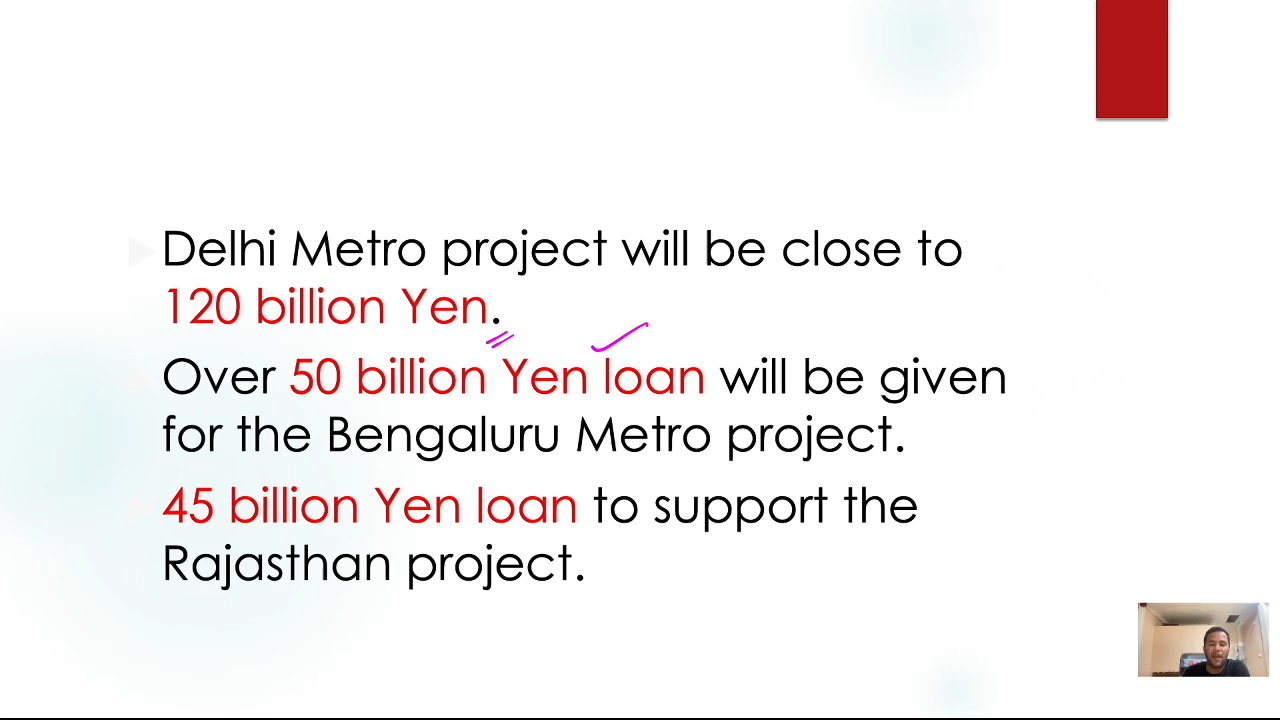 Delhi Metro project will be close to
120 billion Yen.
Over 50 billion Yen loan will be given
for the Bengaluru Metro project.
45 billion Yen loan to support the
Rajasthan project.